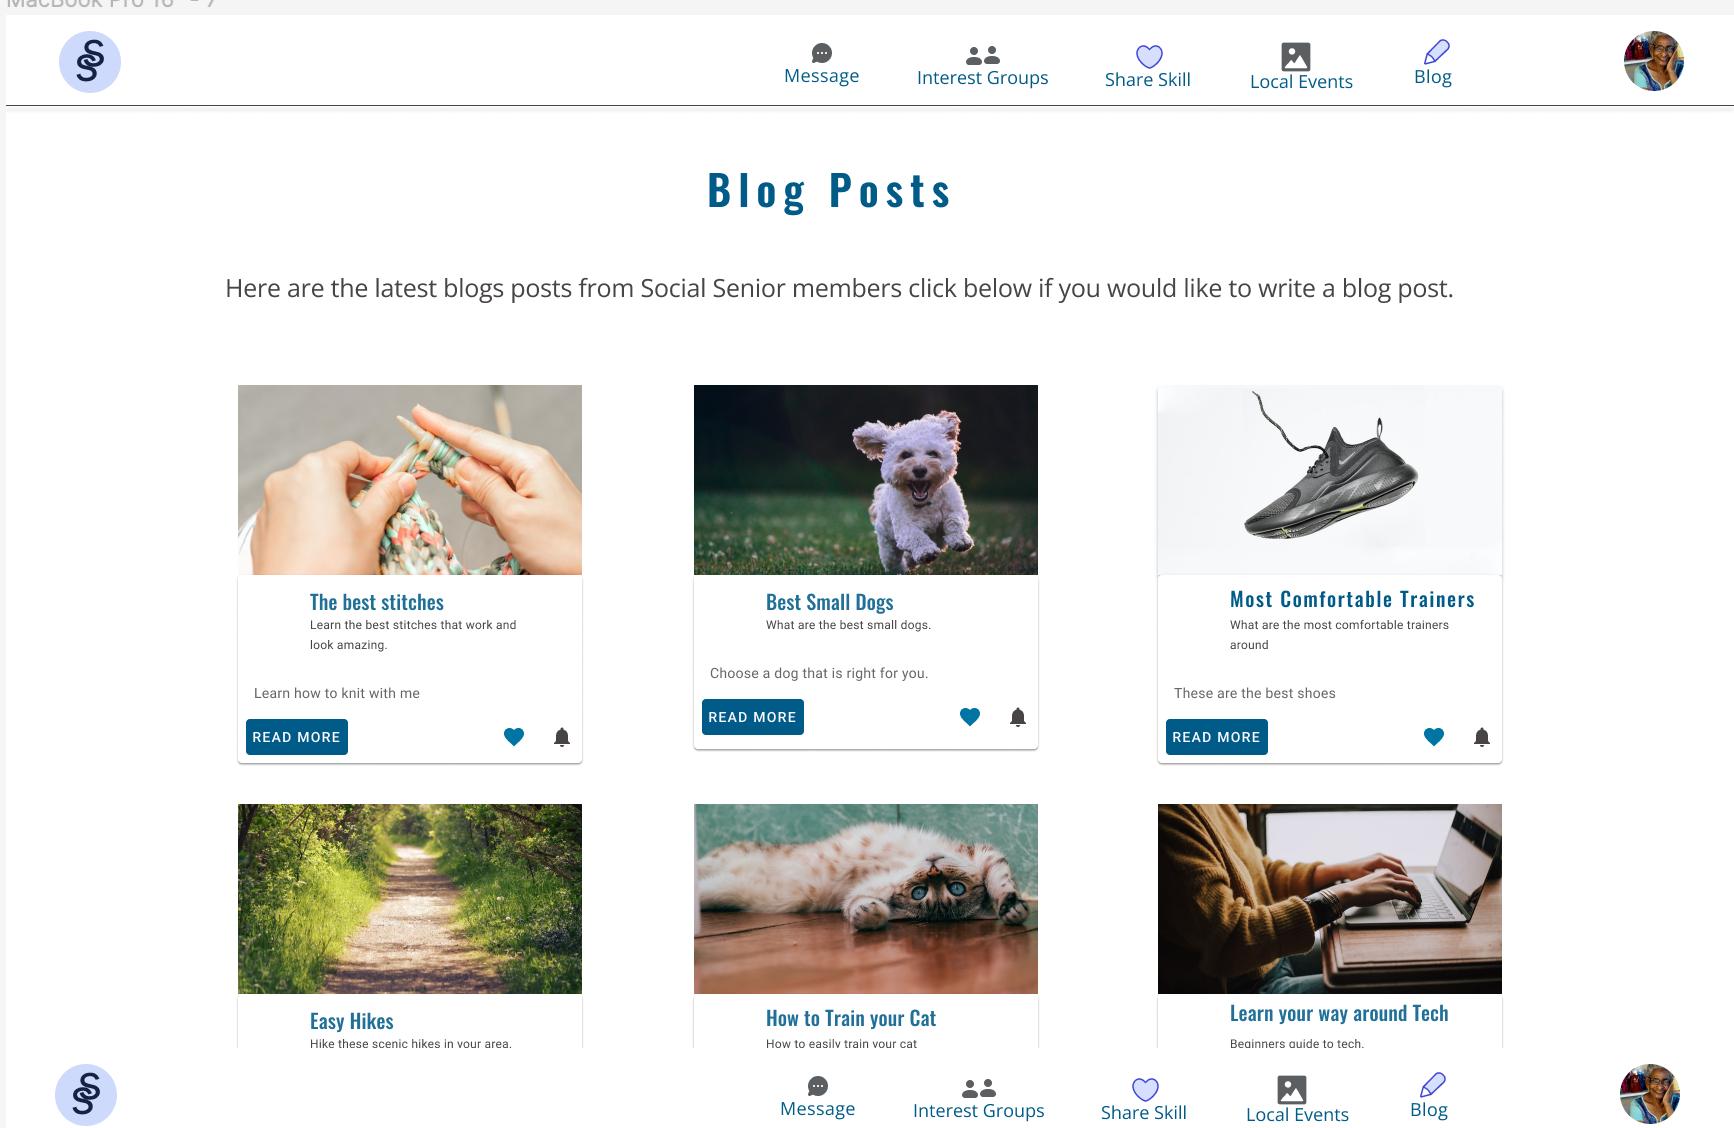 MacBook Pro 16" - 7
Message
Interest Groups
Share Skill
Local Events
Blog
Blog Posts
Here are the latest blogs posts from Social Senior members click below if you would like to write a blog post.
The best stitches
Learn the best stitches that work and
look amazing.
Learn how to knit with me
READ MORE
Best Small Dogs
What are the best small dogs.
Choose a dog that is right for you.
READ MORE
Most Comfortable Trainers
What are the most comfortable trainers
around
These are the best shoes
READ MORE
Easy Hikes
Hike these scenic hikes in your area.
How to Train your Cat
How to easily train your cat
Learn your way around Tech
Beginners guide to tech.
Message
Interest Groups
Share Skill
Local Events
Blog